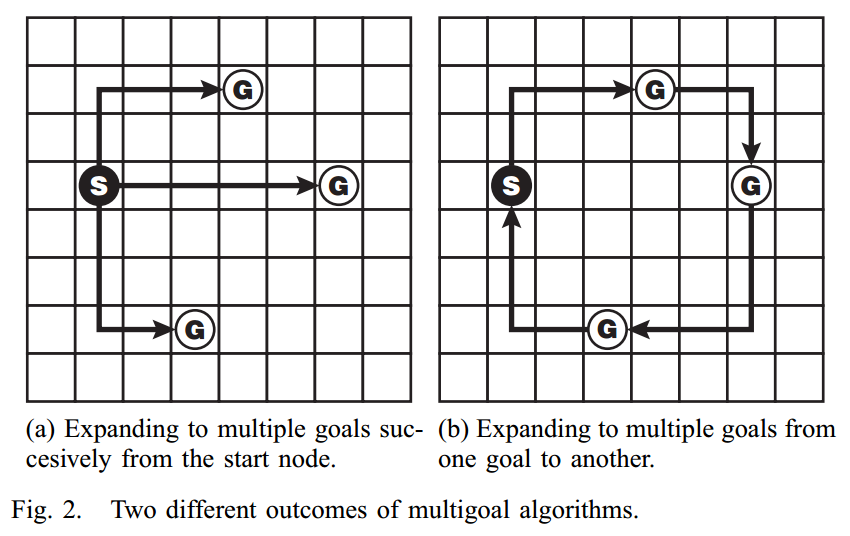 G
S
G
G
G
S
G
G
(a) Expanding to multiple goals suc-
cesively from the start node.
(b) Expanding to multiple goals from
one goal to another.
Fig. 2. Two different outcomes of multigoal algorithms.